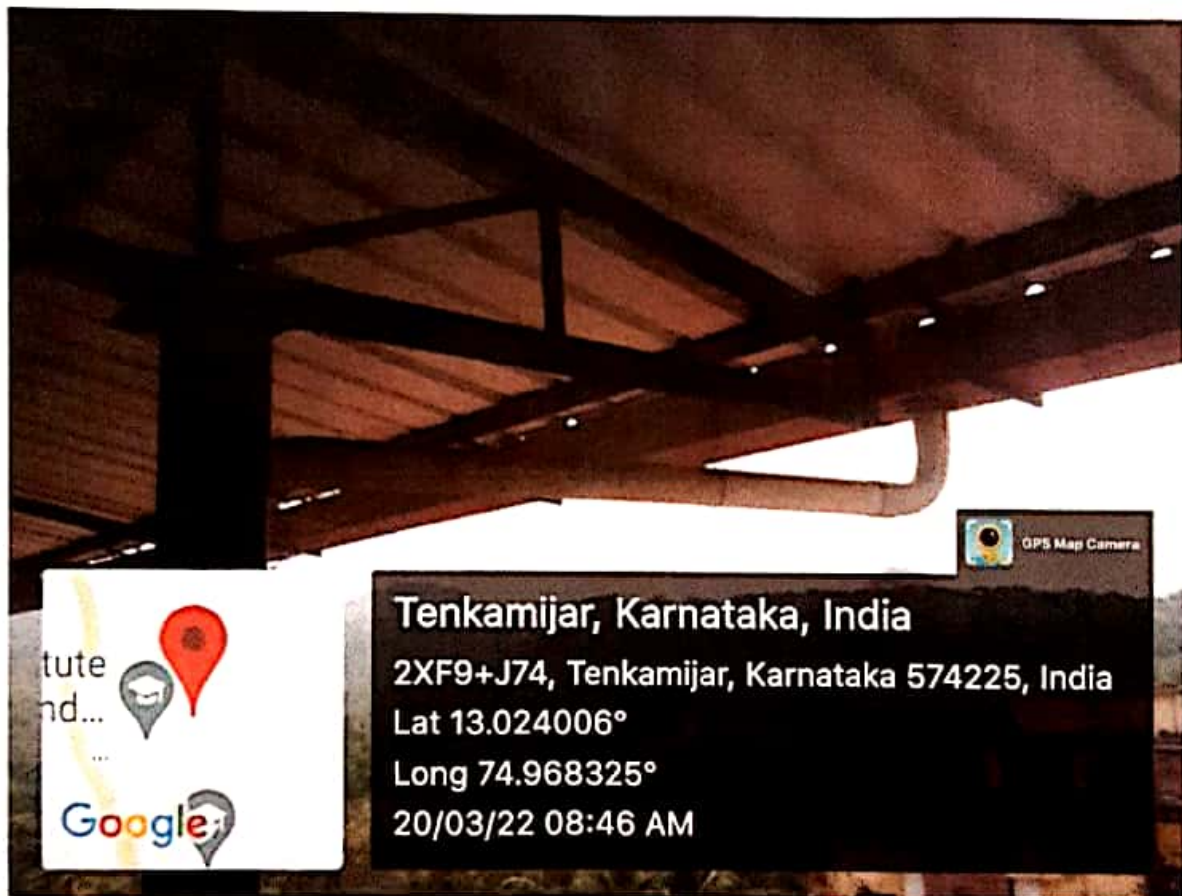 GPS Map Camera
Tenkamijar, Karnataka, India
2XF9+J74, Tenkamijar, Karnataka 574225, India
Lat 13.024006°
Long 74.968325°
20/03/22 08:46 AM
tute
nd...
...
Google